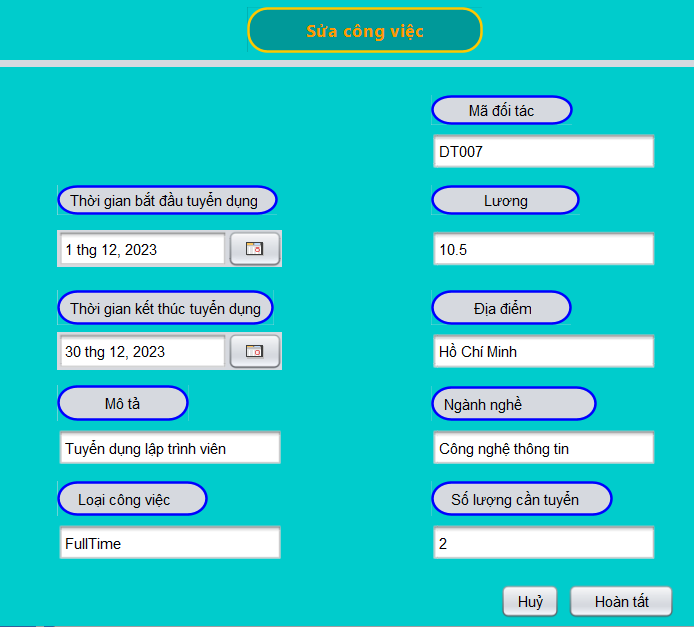 Sửa công việc
Mã đối tác
DT007
Thời gian bắt đầu tuyển dụng
Lương
1 thg 12, 2023
10.5
Thời gian kết thúc tuyển dụng
Địa điểm
30 thg 12, 2023
Hồ Chí Minh
Mô tả
Ngành nghề
Tuyển dụng lập trình viên
Công nghệ thông tin
Loại công việc
Số lượng cần tuyển
FullTime
2
Huỷ
Hoàn tất